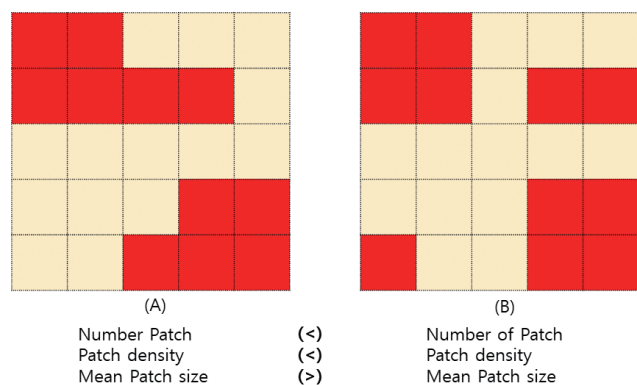 (A) (B)
Number Patch (<) Number of Patch
Patch density (<) Patch density
Mean Patch size (>) Mean Patch size